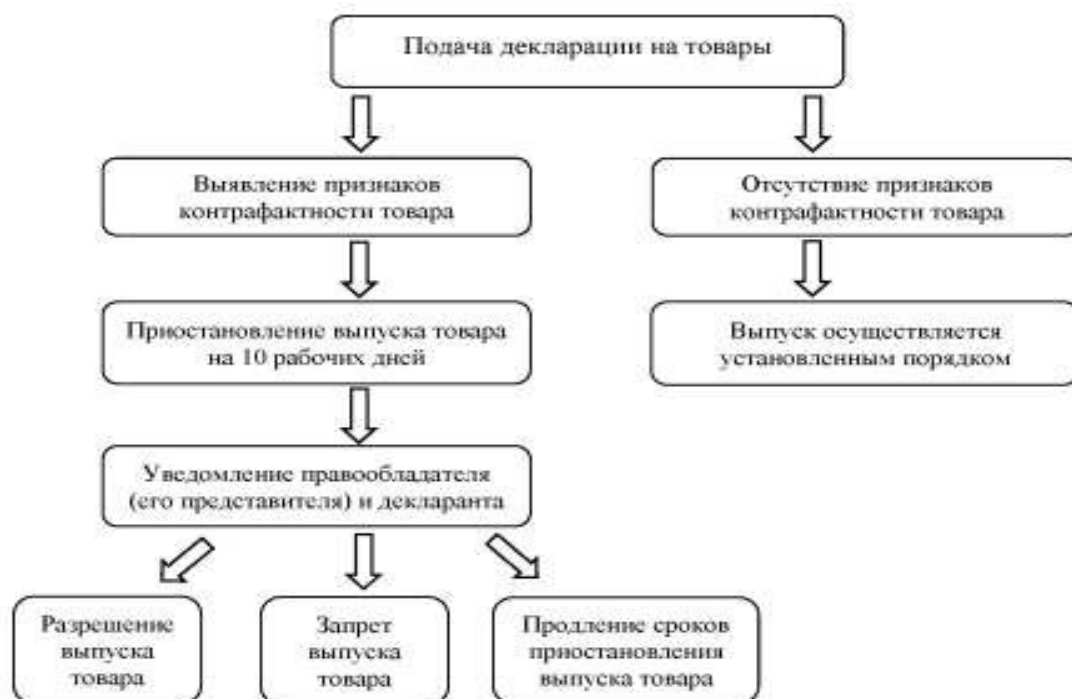 Подача декларации на товары
Выявление признаков
контрафактности товара
Отсутствие признаков
контрафактности товара
Приостановление выпуска товара
на 10 рабочих дней
Выпуск осуществляется
установленным порядком
Уведомление правообладателя
(его представителя) и декларанта
Разрешение
выпуска
товара
Запрет
выпуска
товара
Продление сроков
приостановления
выпуска товара